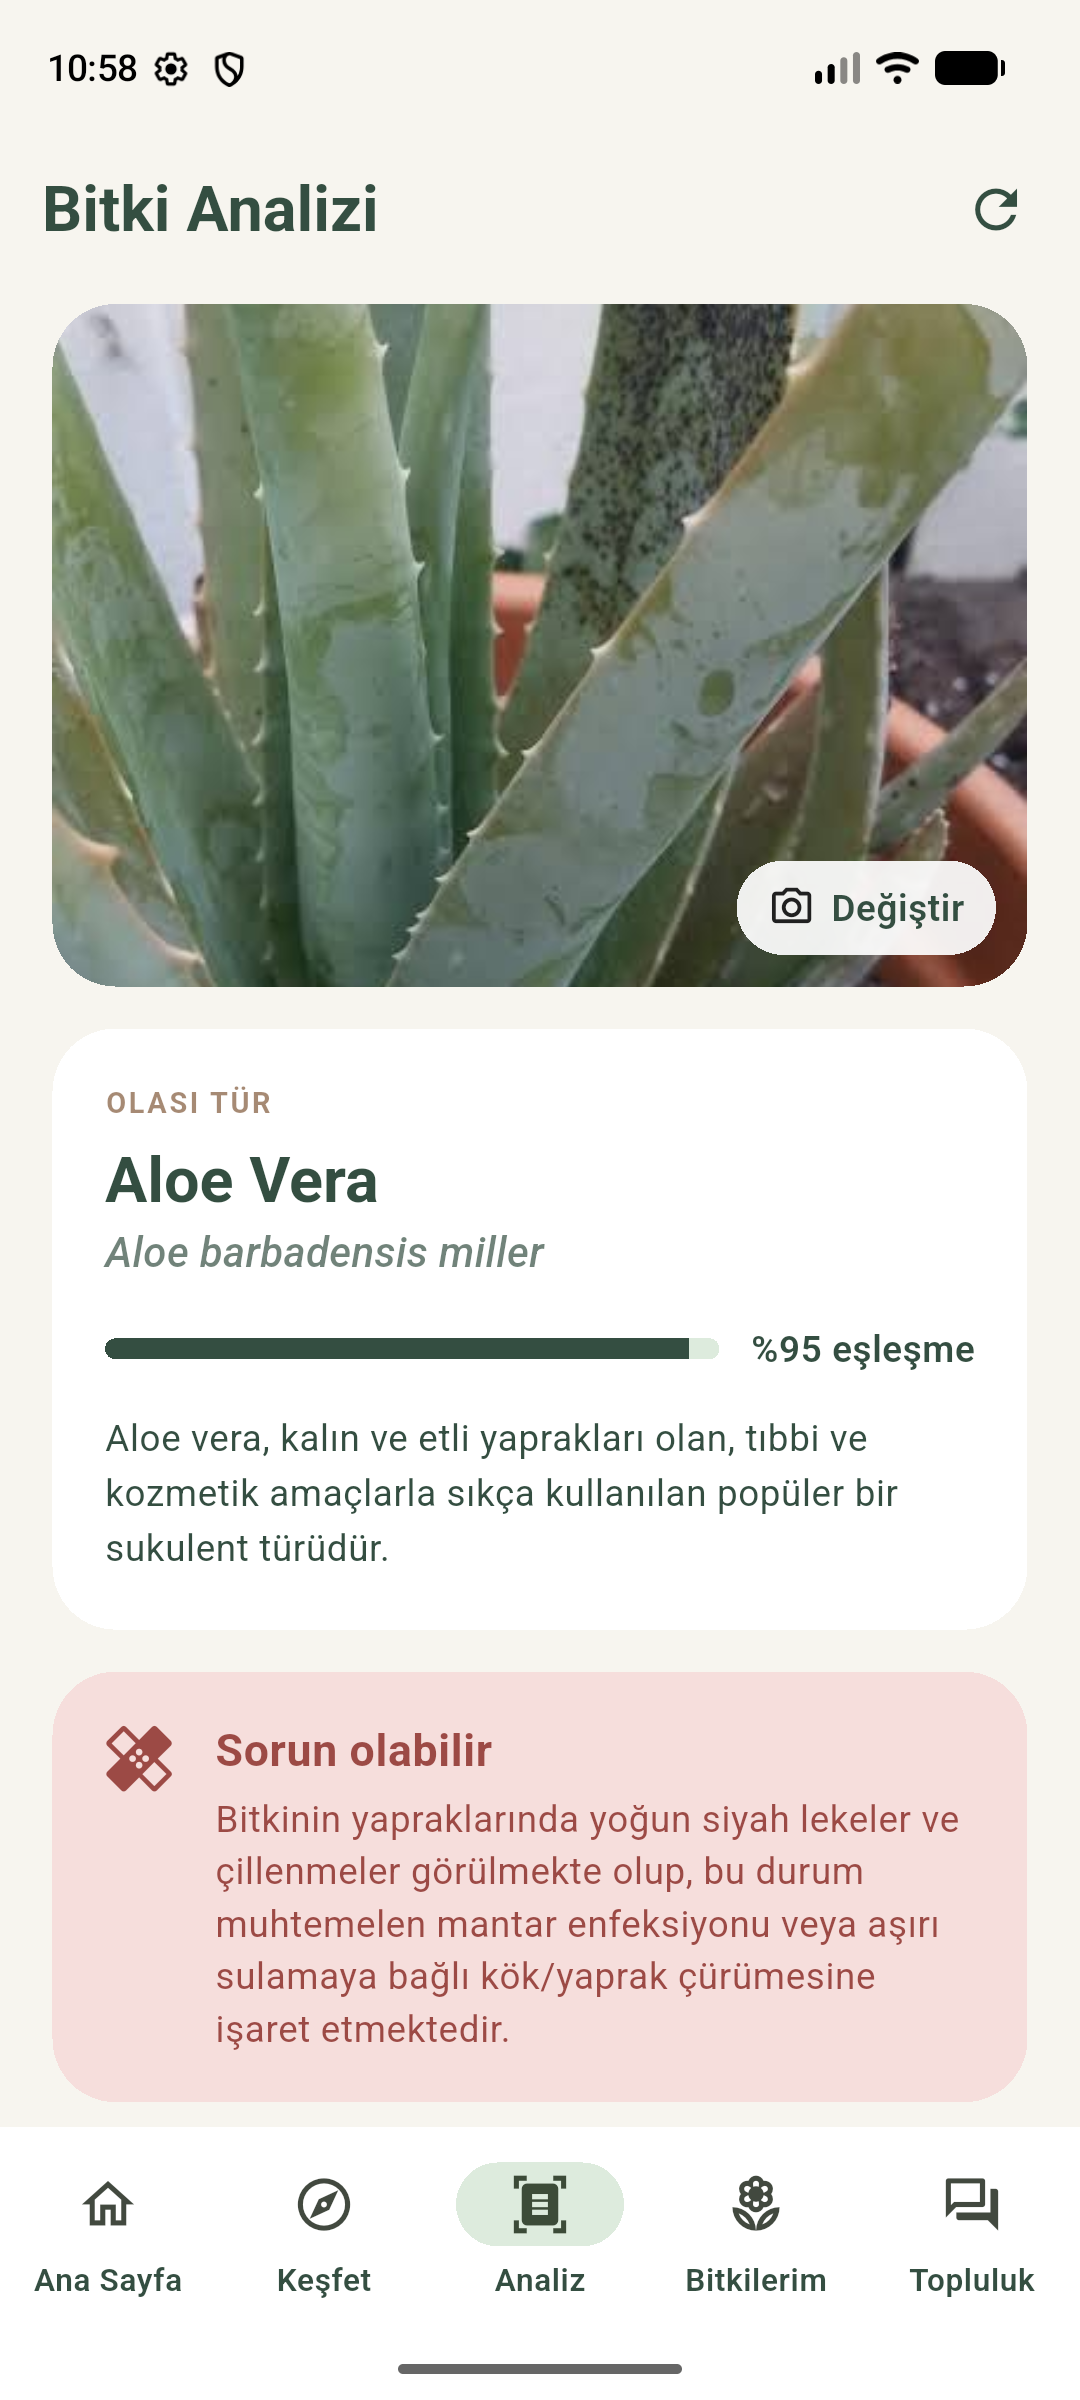 10:58
Bitki Analizi
Değiştir
OLASI TÜR
Aloe Vera
Aloe barbadensis miller
%95 eşleşme
Aloe vera, kalın ve etli yaprakları olan, tıbbi ve
kozmetik amaçlarla sıkça kullanılan popüler bir
sukulent türüdür.
Sorun olabilir
Bitkinin yapraklarında yoğun siyah lekeler ve
çillenmeler görülmekte olup, bu durum
muhtemelen mantar enfeksiyonu veya aşırı
sulamaya bağlı kök/yaprak çürümesine
işaret etmektedir.
Ana Sayfa
Keşfet
Analiz
Bitkilerim
Topluluk